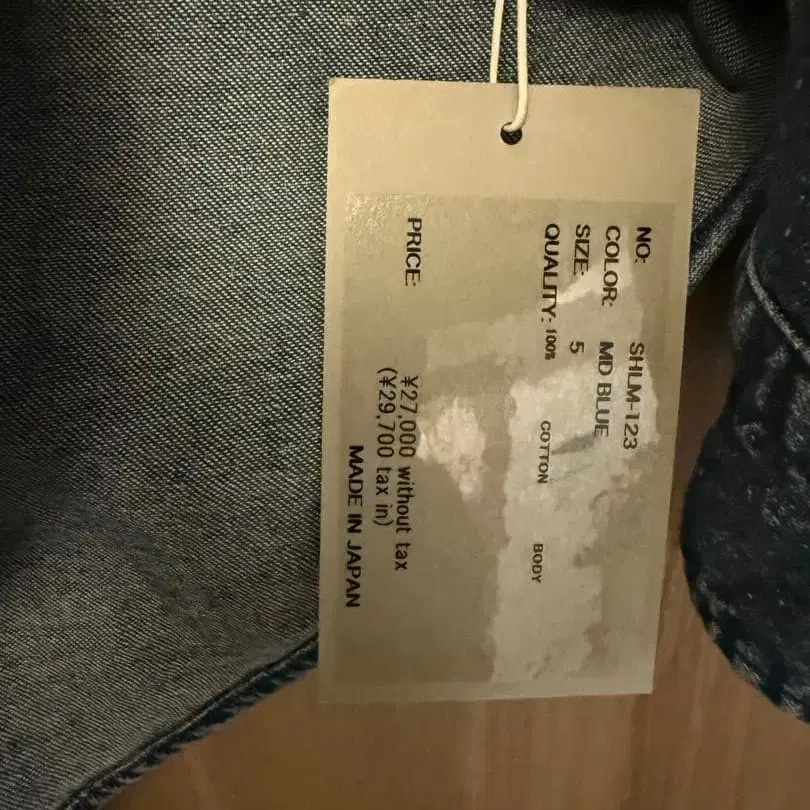 NO: SHLM-123
COLOR: MD BLUE
SIZE: 5
QUALITY: 100% COTTON BODY
PRICE: ¥27,000 without tax
(¥29,700 tax in)
MADE IN JAPAN